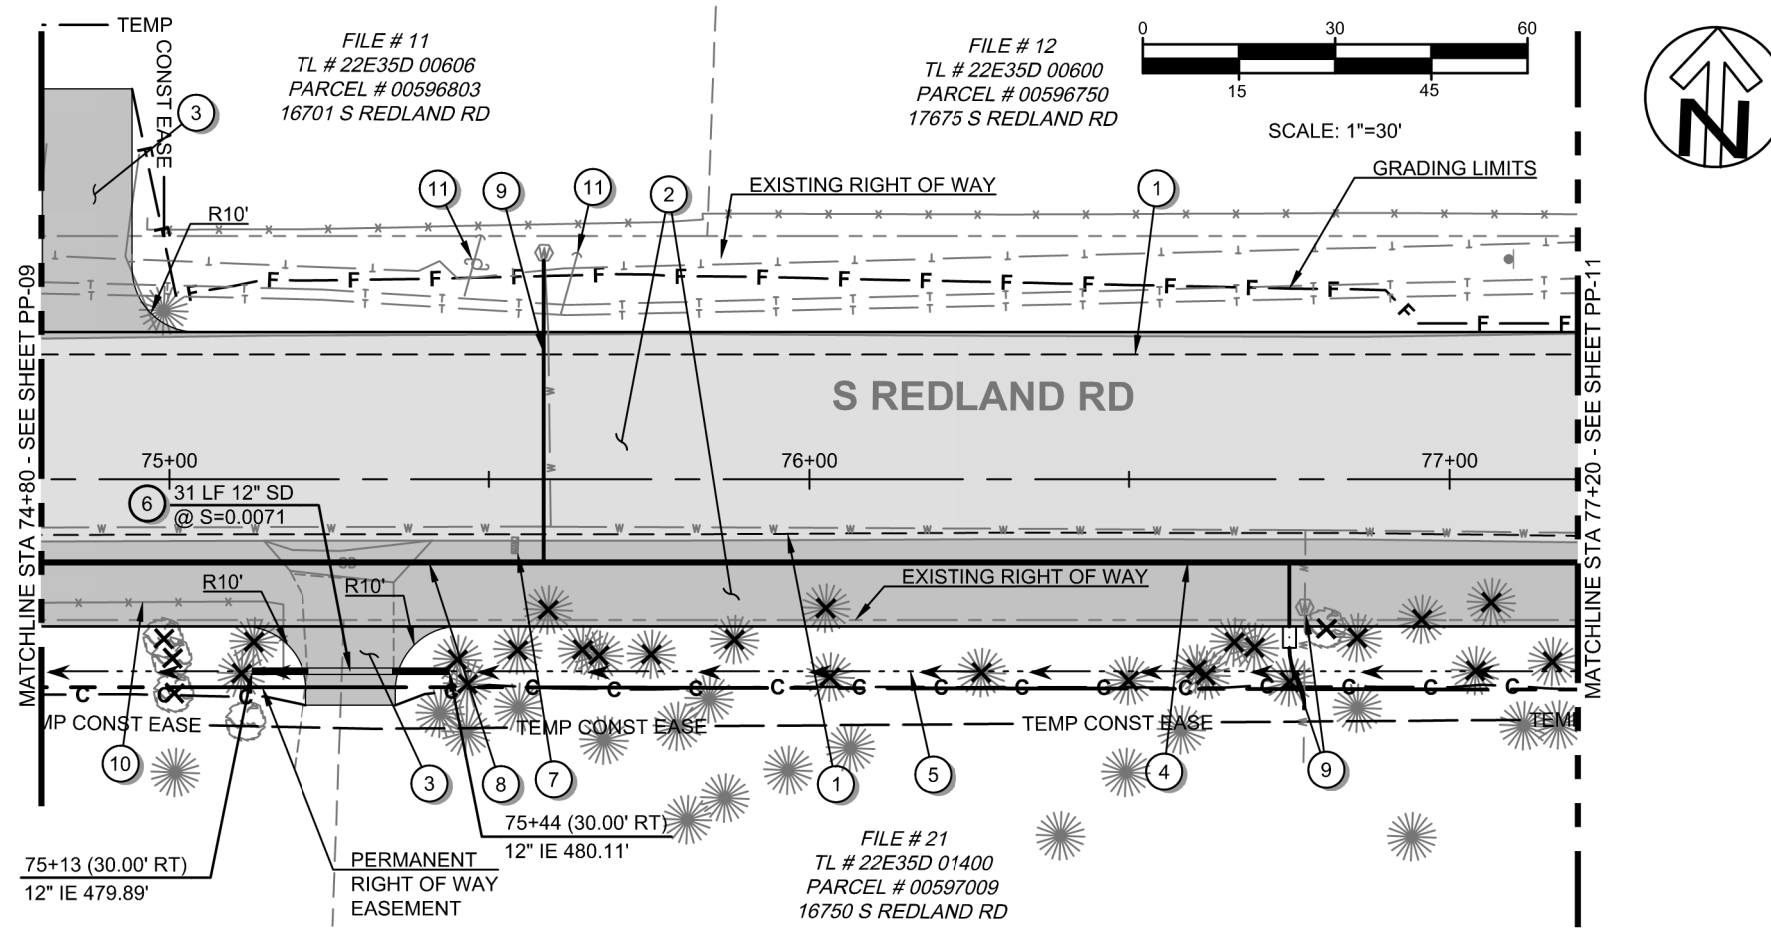 TEMP
CONST EASE
FILE # 11
TL # 22E35D 00606
PARCEL # 00596803
16701 S REDLAND RD
FILE # 12
TL # 22E35D 00600
PARCEL # 00596750
17675 S REDLAND RD
0 30 60
15 45
SCALE: 1"=30'
N
3
11
9
11
2
1
EXISTING RIGHT OF WAY
GRADING LIMITS
R10'
F F F F F F F F F F F F F F F F F F
S REDLAND RD
75+00
76+00
77+00
MATCHLINE STA 74+80 - SEE SHEET PP-09
MATCHLINE STA 77+20 - SEE SHEET PP-11
6
31 LF 12" SD
@ S=0.0071
SD
R10'
R10'
EXISTING RIGHT OF WAY
C C C C C C C C C C C C C C C C C C
MP CONST EASE
TEMP CONST EASE
TEMP CONST EASE
TEM
10
3
8
7
1
5
4
9
75+44 (30.00' RT)
12" IE 480.11'
75+13 (30.00' RT)
12" IE 479.89'
PERMANENT
RIGHT OF WAY
EASEMENT
FILE # 21
TL # 22E35D 01400
PARCEL # 00597009
16750 S REDLAND RD